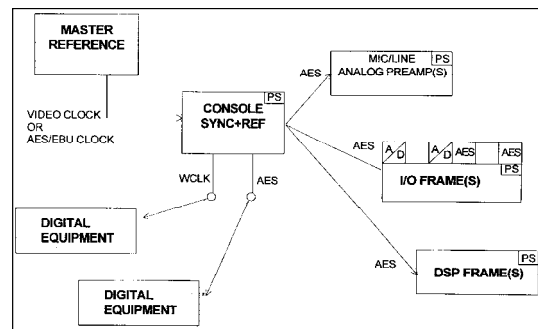 MASTER
REFERENCE
VIDEO CLOCK
OR
AES/EBU CLOCK
PS
CONSOLE
SYNC+REF
WCLK
AES
DIGITAL
EQUIPMENT
DIGITAL
EQUIPMENT
AES
PS
MIC/LINE
ANALOG PREAMP(S)
AES
A/D
A/D
AES
AES
PS
I/O FRAME(S)
AES
PS
DSP FRAME(S)